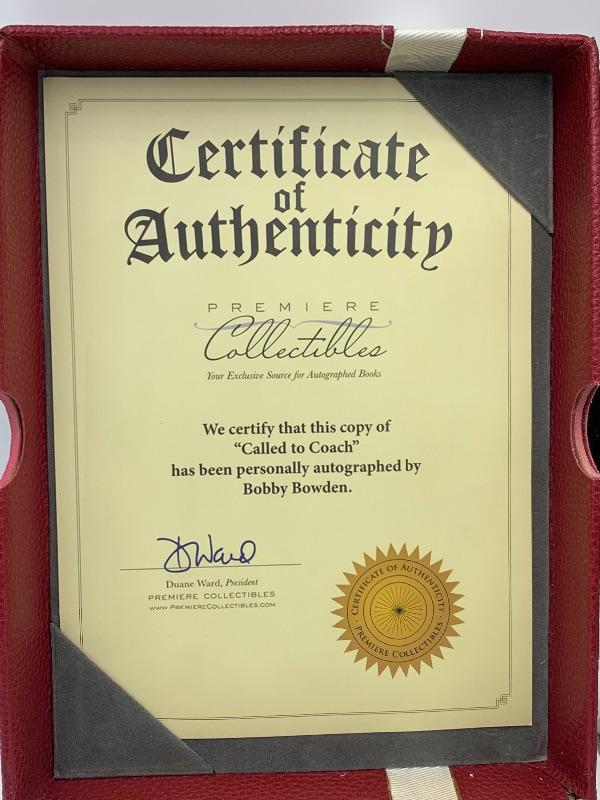 Certificate
of
Authenticity
PREMIERE
Collectibles
Your Exclusive Source for Autographed Books
We certify that this copy of
“Called to Coach”
has been personally autographed by
Bobby Bowden.
DWard
Duane Ward, President
PREMIERE COLLECTIBLES
www.PremiereCollectibles.com
CERTIFICATE OF AUTHENTICITY
PREMIERE COLLECTIBLES